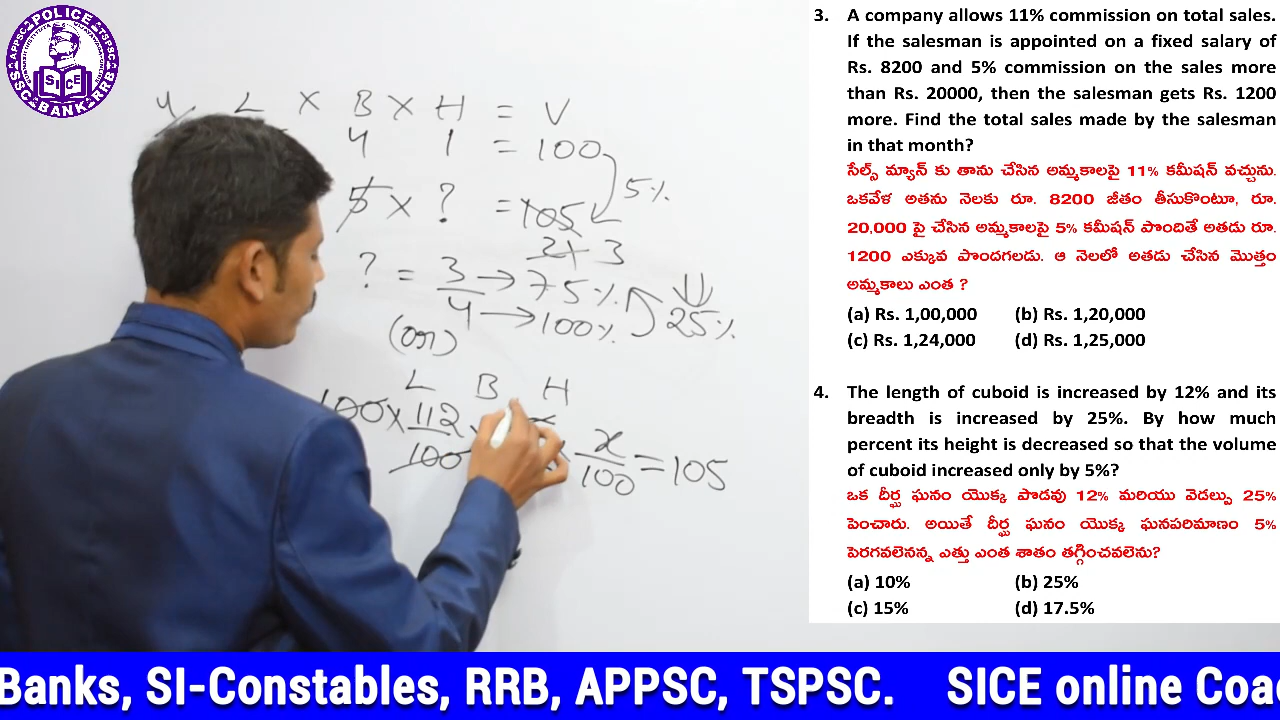 POLICE
APPSC
TSPSC
SSC
BANK
RRB
SICE
4 L × B × H = V
4 1 = 100
5%
5 × ? = 105
21 3
? = 3/4 → 75%
→ 100% 25%
(or)
L B H
100 × 112/100 × x/100 = 105
3. A company allows 11% commission on total sales.
If the salesman is appointed on a fixed salary of
Rs. 8200 and 5% commission on the sales more
than Rs. 20000, then the salesman gets Rs. 1200
more. Find the total sales made by the salesman
in that month?
సేల్స్ మ్యాన్ కు తాను చేసిన అమ్మకాలపై 11% కమీషన్ వచ్చును.
ఒకవేళ అతను నెలకు రూ. 8200 జీతం తీసుకొంటూ, రూ.
20,000 పై చేసిన అమ్మకాలపై 5% కమీషన్ పొందితే అతడు రూ.
1200 ఎక్కువ పొందగలడు. ఆ నెలలో అతడు చేసిన మొత్తం
అమ్మకాలు ఎంత ?
(a) Rs. 1,00,000 (b) Rs. 1,20,000
(c) Rs. 1,24,000 (d) Rs. 1,25,000
4. The length of cuboid is increased by 12% and its
breadth is increased by 25%. By how much
percent its height is decreased so that the volume
of cuboid increased only by 5%?
ఒక దీర్ఘ ఘనం యొక్క పొడవు 12% మరియు వెడల్పు 25%
పెంచారు. అయితే దీర్ఘ ఘనం యొక్క ఘనపరిమాణం 5%
పెరగవలెనన్న ఎత్తు ఎంత శాతం తగ్గించవలెను?
(a) 10% (b) 25%
(c) 15% (d) 17.5%
Banks, SI-Constables, RRB, APPSC, TSPSC. SICE online Coa